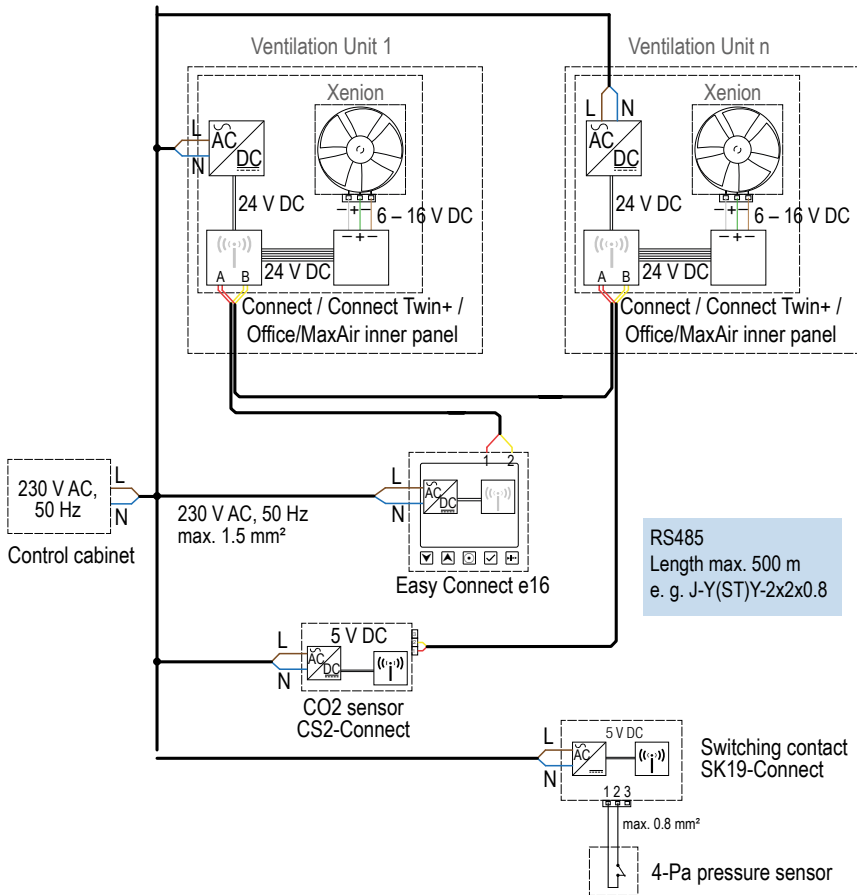 Ventilation Unit 1
Ventilation Unit n
Xenion
L
N
AC
DC
24 V DC
– + –
6 – 16 V DC
– + –
A B
24 V DC
Connect / Connect Twin+ /
Office/MaxAir inner panel
Xenion
L N
AC
DC
24 V DC
– + –
6 – 16 V DC
– + –
A B
24 V DC
Connect / Connect Twin+ /
Office/MaxAir inner panel
230 V AC,
50 Hz
L
N
Control cabinet
230 V AC, 50 Hz
max. 1.5 mm²
L
N
1 2
AC
DC
Easy Connect e16
RS485
Length max. 500 m
e. g. J-Y(ST)Y-2x2x0.8
L
N
5 V DC
AC
DC
CO2 sensor
CS2-Connect
L
N
5 V DC
AC
1 2 3
Switching contact
SK19-Connect
max. 0.8 mm²
4-Pa pressure sensor